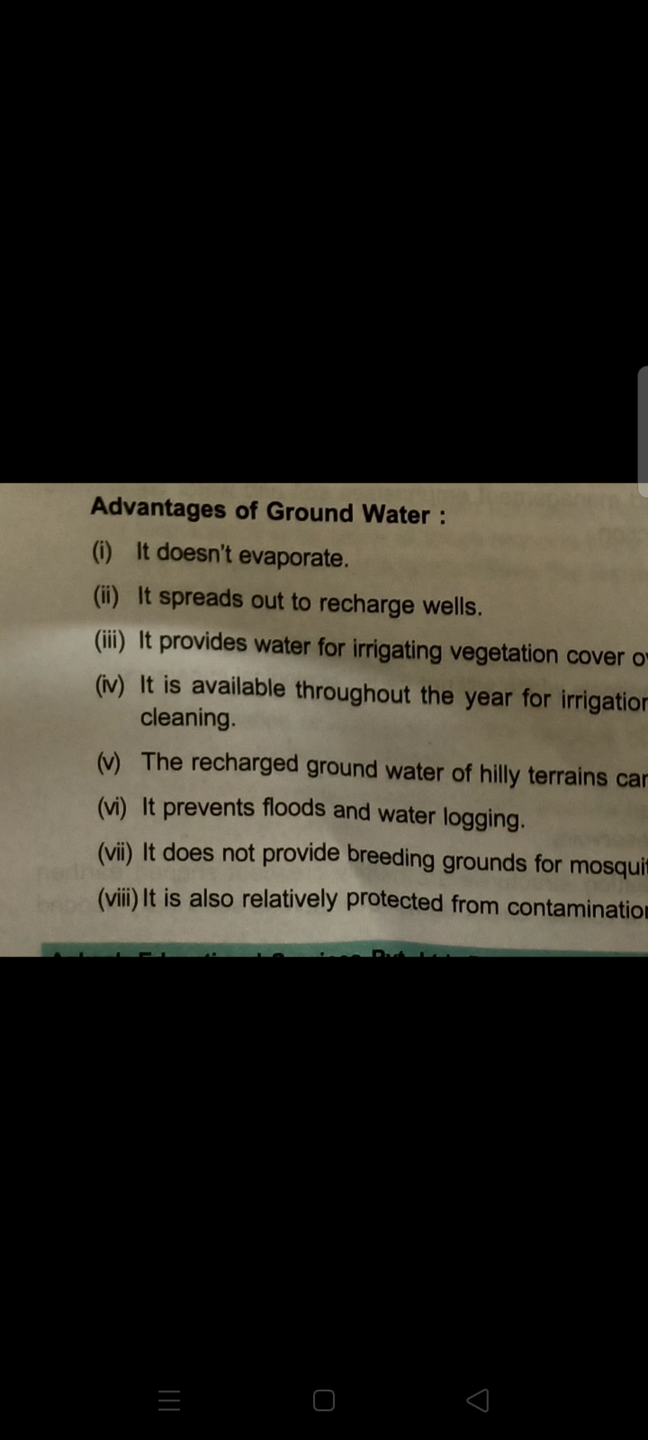 Advantages of Ground Water :
(i) It doesn't evaporate.
(ii) It spreads out to recharge wells.
(iii) It provides water for irrigating vegetation cover
(iv) It is available throughout the year for
cleaning.
(v) The recharged ground water of hilly terrains
(vi) It prevents floods and water logging.
(vii) It does not provide breeding grounds for
(viii) It is also relatively protected from